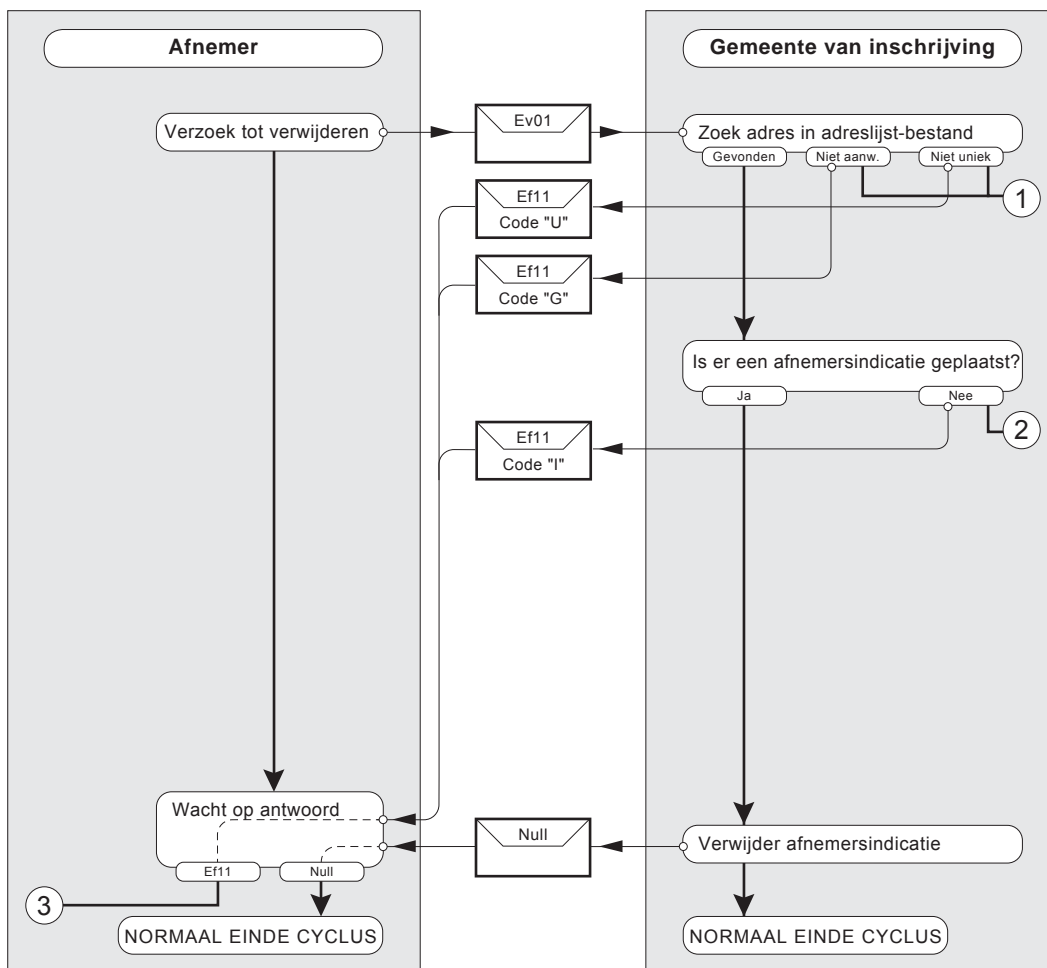 Afnemer
Gemeente van inschrijving
Verzoek tot verwijderen
Ev01
Zoek adres in adreslijst-bestand
Gevonden
Niet aanw.
Niet uniek
1
Ef11
Code "U"
Ef11
Code "G"
Is er een afnemersindicatie geplaatst?
Ja
Nee
2
Ef11
Code "I"
Wacht op antwoord
Ef11
Null
Null
Verwijder afnemersindicatie
3
NORMAAL EINDE CYCLUS
NORMAAL EINDE CYCLUS